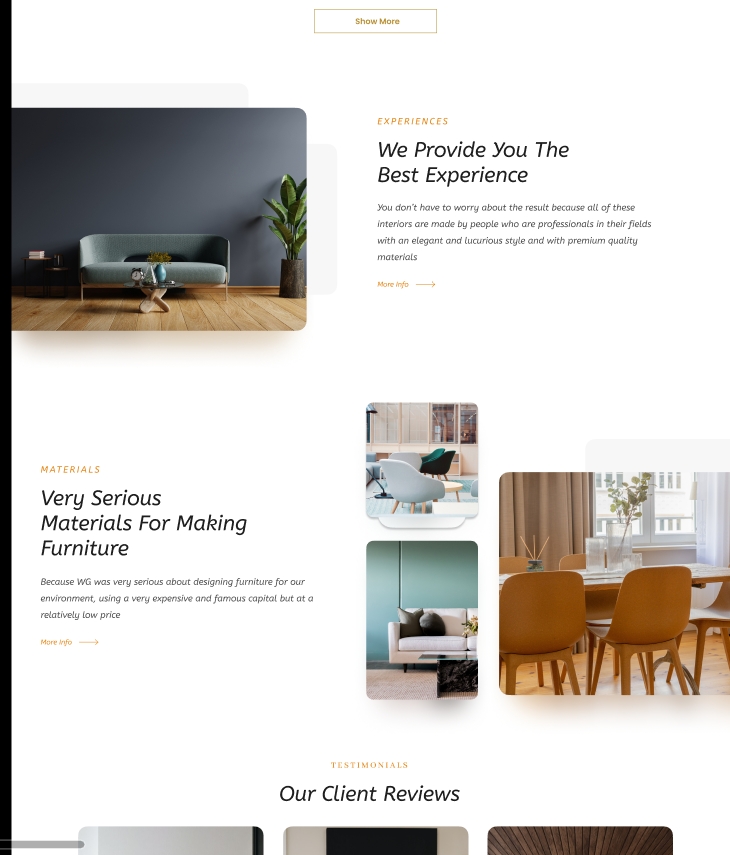 Show More
EXPERIENCES
We Provide You The
Best Experience
You don't have to worry about the result because all of these
interiors are made by people who are professionals in their fields
with an elegant and lucurious style and with premium quality
materials
More Info
MATERIALS
Very Serious
Materials For Making
Furniture
Because WG was very serious about designing furniture for our
environment, using a very expensive and famous capital but at a
relatively low price
More Info
TESTIMONIALS
Our Client Reviews